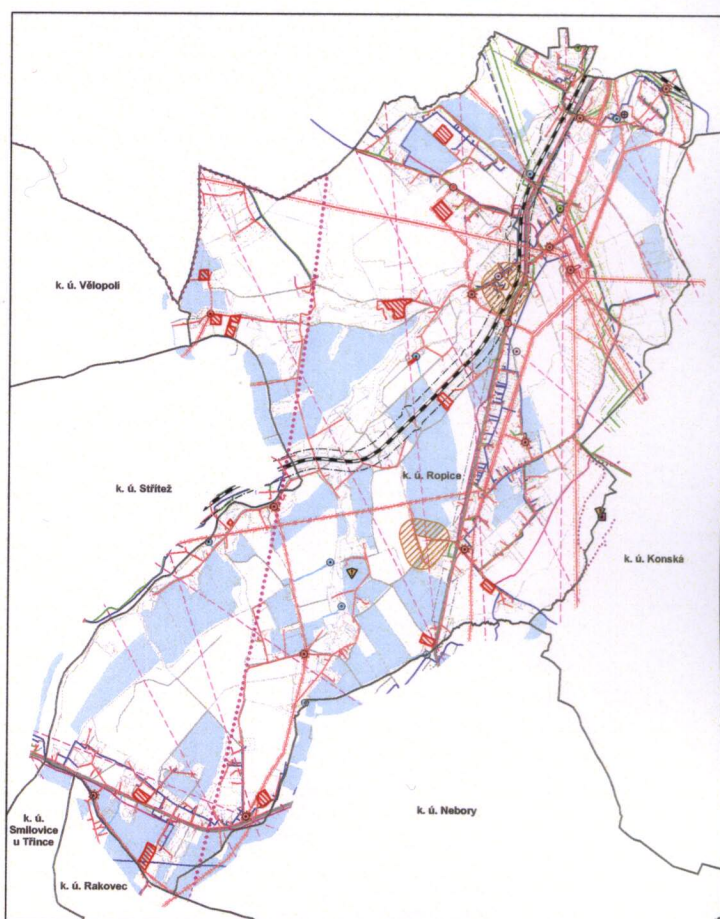 k. ú. Vělopolí
k. ú. Střítež
k. ú. Ropice
k. ú. Konská
k. ú. Nebory
k. ú.
Smilovice
u Třince
k. ú. Rakovec